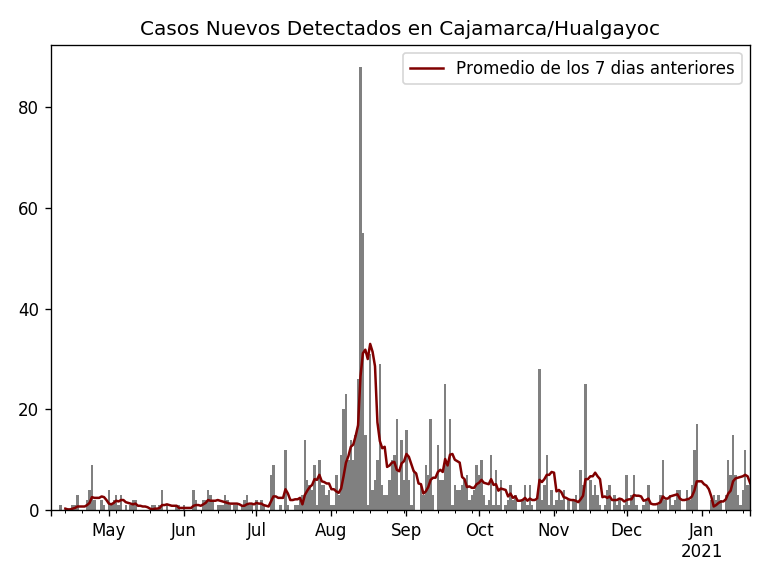 Casos Nuevos Detectados en Cajamarca/Hualgayoc
Promedio de los 7 dias anteriores
80
60
40
20
0
May Jun Jul Aug Sep Oct Nov Dec Jan
2021